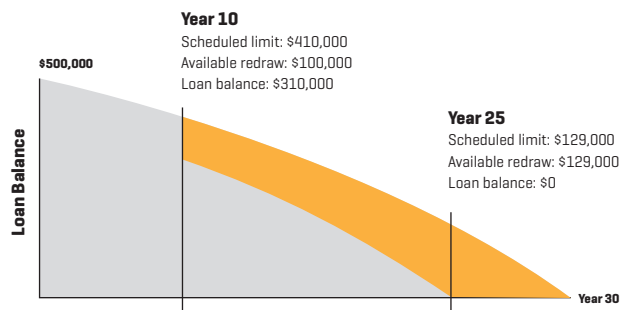 Year 10
Scheduled limit: $410,000
Available redraw: $100,000
Loan balance: $310,000
$500,000
Year 25
Scheduled limit: $129,000
Available redraw: $129,000
Loan balance: $0
Loan Balance
Year 30